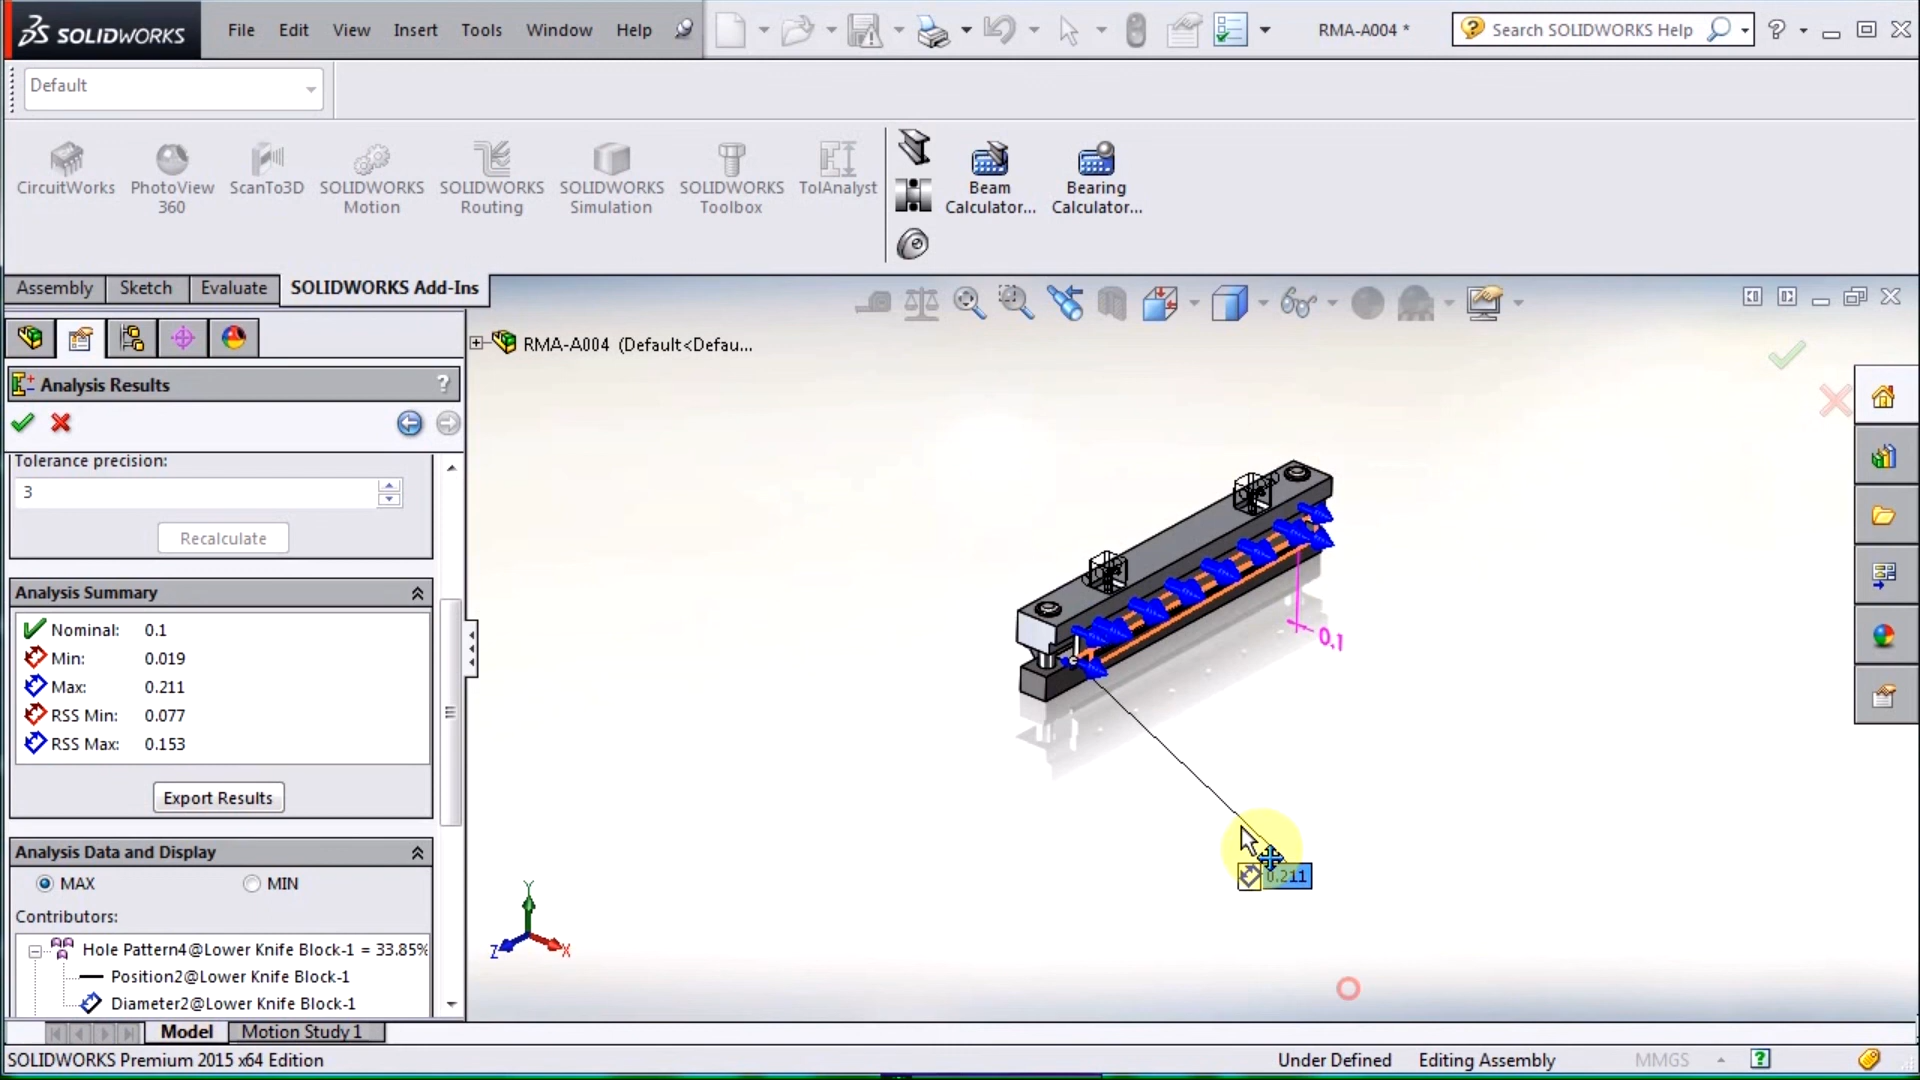 SOLIDWORKS File Edit View Insert Tools Window Help RMA-A004 * Search SOLIDWORKS Help
Default
CircuitWorks
PhotoView
360
ScanTo3D
SOLIDWORKS
Motion
SOLIDWORKS
Routing
SOLIDWORKS
Simulation
SOLIDWORKS
Toolbox
TolAnalyst
Beam
Calculator...
Bearing
Calculator...
Assembly Sketch Evaluate SOLIDWORKS Add-Ins
RMA-A004 (Default<Defau...
Analysis Results ?
Tolerance precision:
3
Recalculate
Analysis Summary
Nominal: 0.1
Min: 0.019
Max: 0.211
RSS Min: 0.077
RSS Max: 0.153
Export Results
Analysis Data and Display
MAX MIN
Contributors:
Hole Pattern4@Lower Knife Block-1 = 33.85%
Position2@Lower Knife Block-1
Diameter2@Lower Knife Block-1
0,1
0,211
Y
Z X
Model Motion Study 1
SOLIDWORKS Premium 2015 x64 Edition Under Defined Editing Assembly MMGS ?